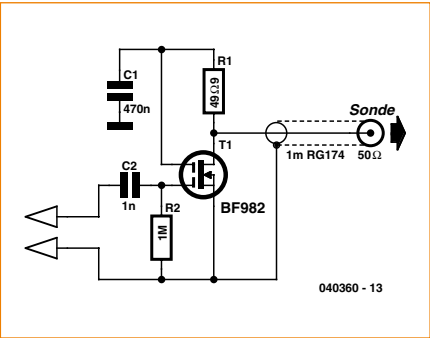 R1
C1
470n
49Ω9
Sonde
T1
1m RG174
50Ω
C2
1n
R2
1M
BF982
040360 - 13